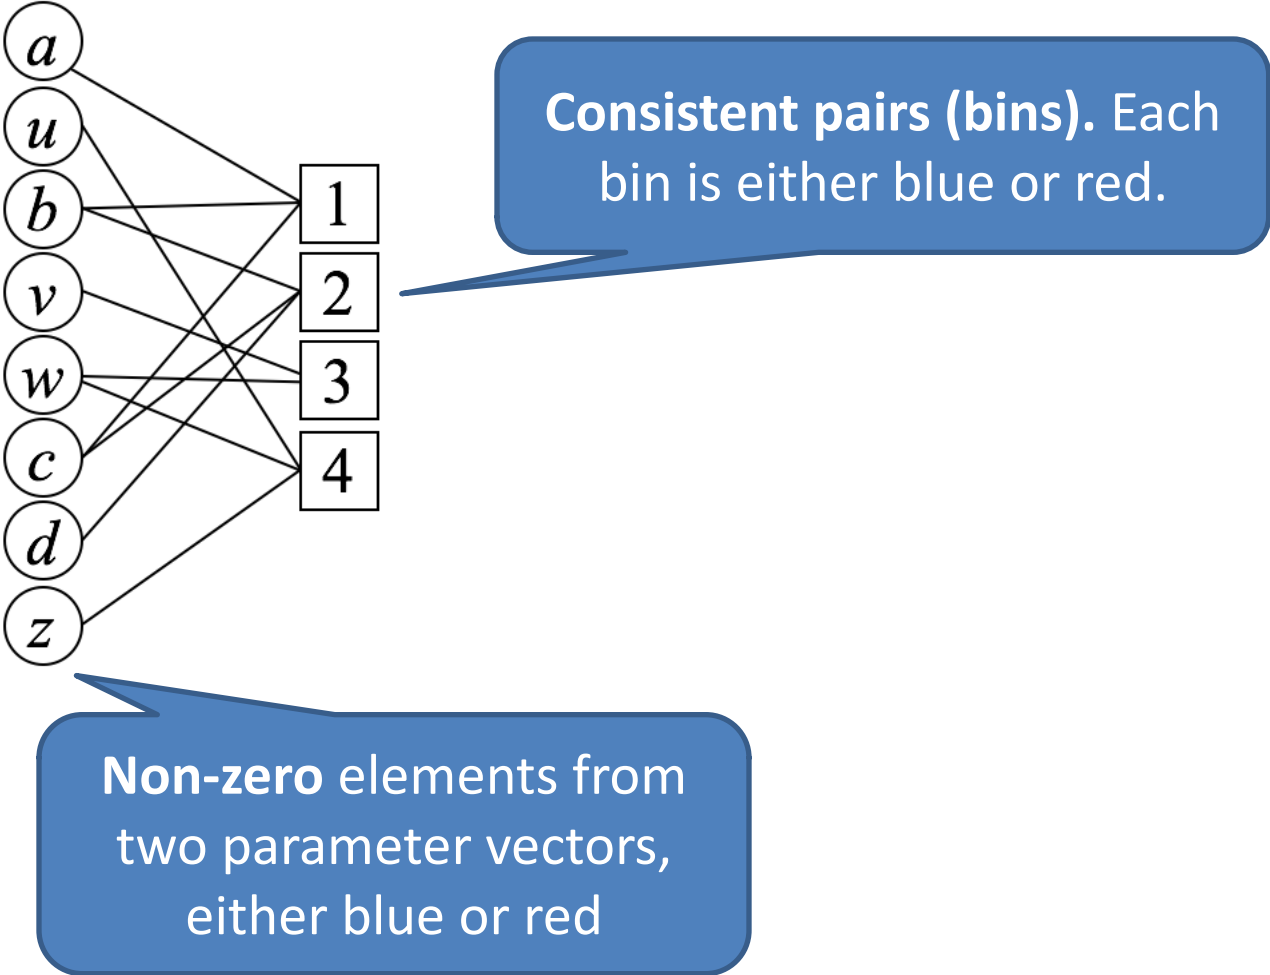 a
u
b
v
w
c
d
z
1
2
3
4
Consistent pairs (bins). Each
bin is either blue or red.
Non-zero elements from
two parameter vectors,
either blue or red